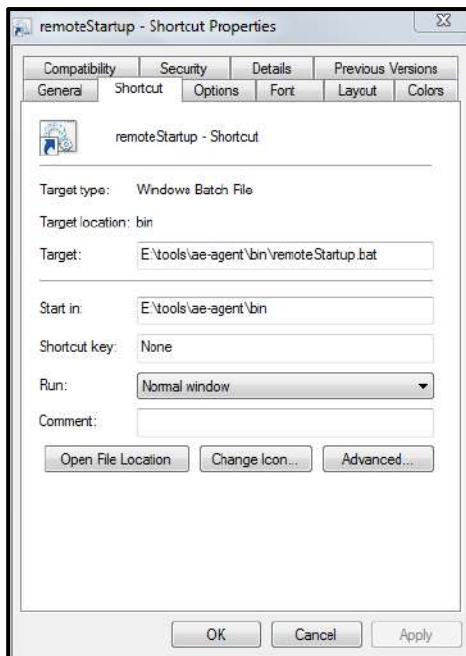 remoteStartup - Shortcut Properties
Compatibility Security Details Previous Versions
General Shortcut Options Font Layout Colors
remoteStartup - Shortcut
Target type: Windows Batch File
Target location: bin
Target: E:\tools\ae-agent\bin\remoteStartup.bat
Start in: E:\tools\ae-agent\bin
Shortcut key: None
Run: Normal window
Comment:
Open File Location Change Icon... Advanced...
OK Cancel Apply